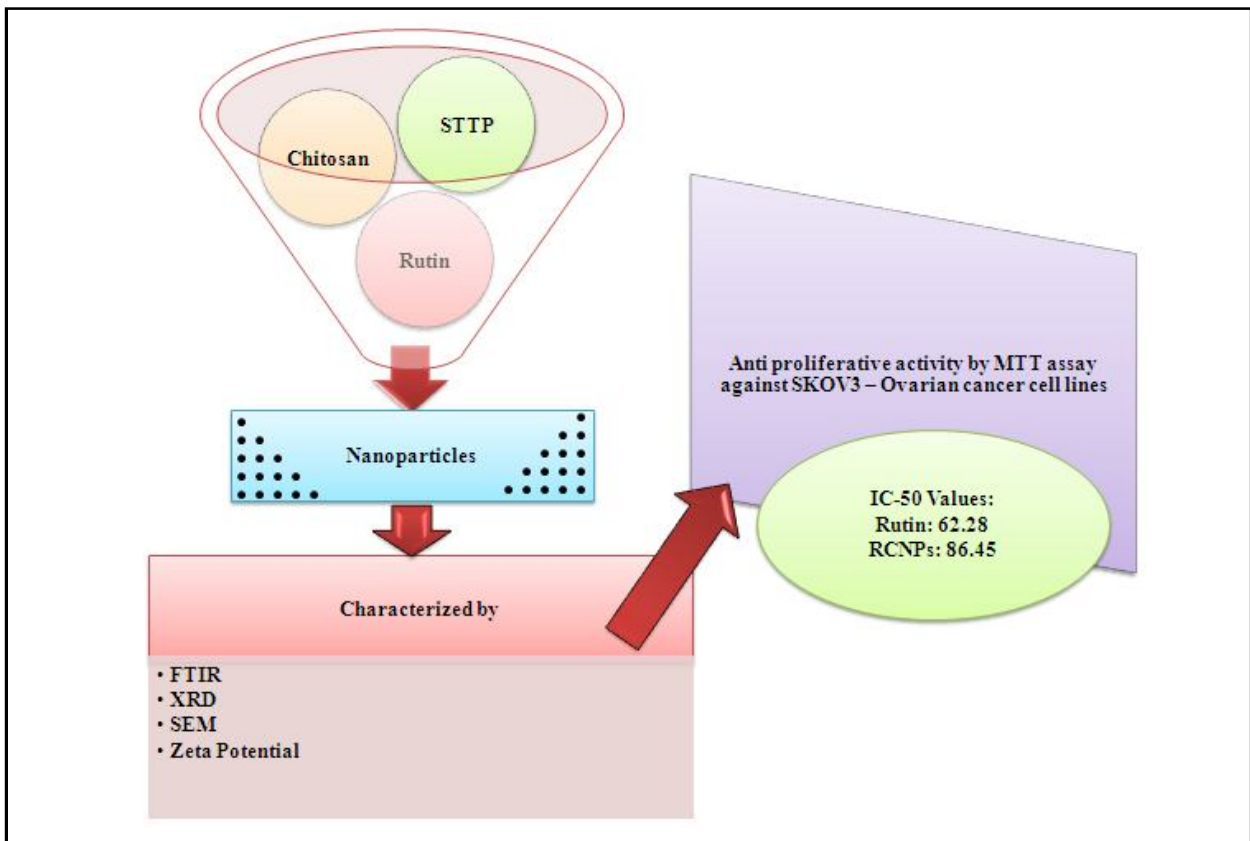 STTP
Chitosan
Rutin
Nanoparticles
Characterized by
• FTIR
• XRD
• SEM
• Zeta Potential
Anti proliferative activity by MTT assay
against SKOV3 – Ovarian cancer cell lines
IC-50 Values:
Rutin: 62.28
RCNPs: 86.45